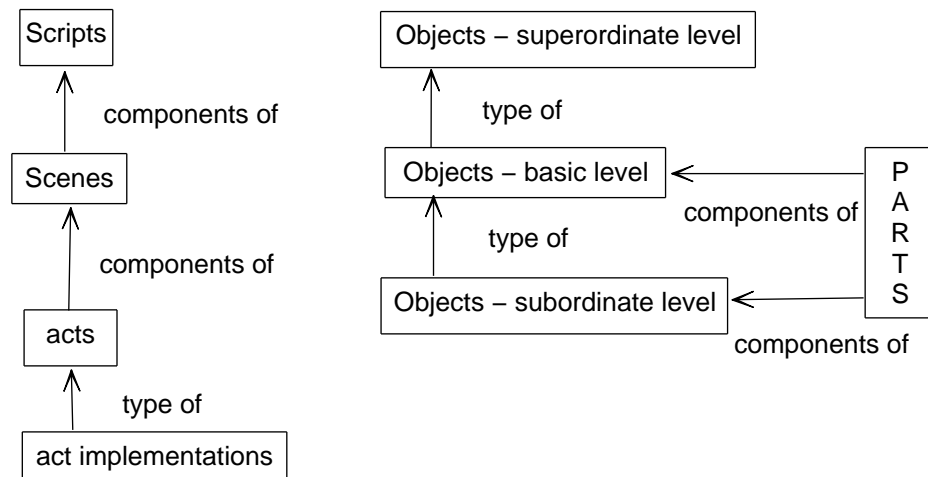 Scripts
components of
Scenes
components of
acts
type of
act implementations
Objects – superordinate level
type of
Objects – basic level
type of
Objects – subordinate level
components of
components of
P
A
R
T
S